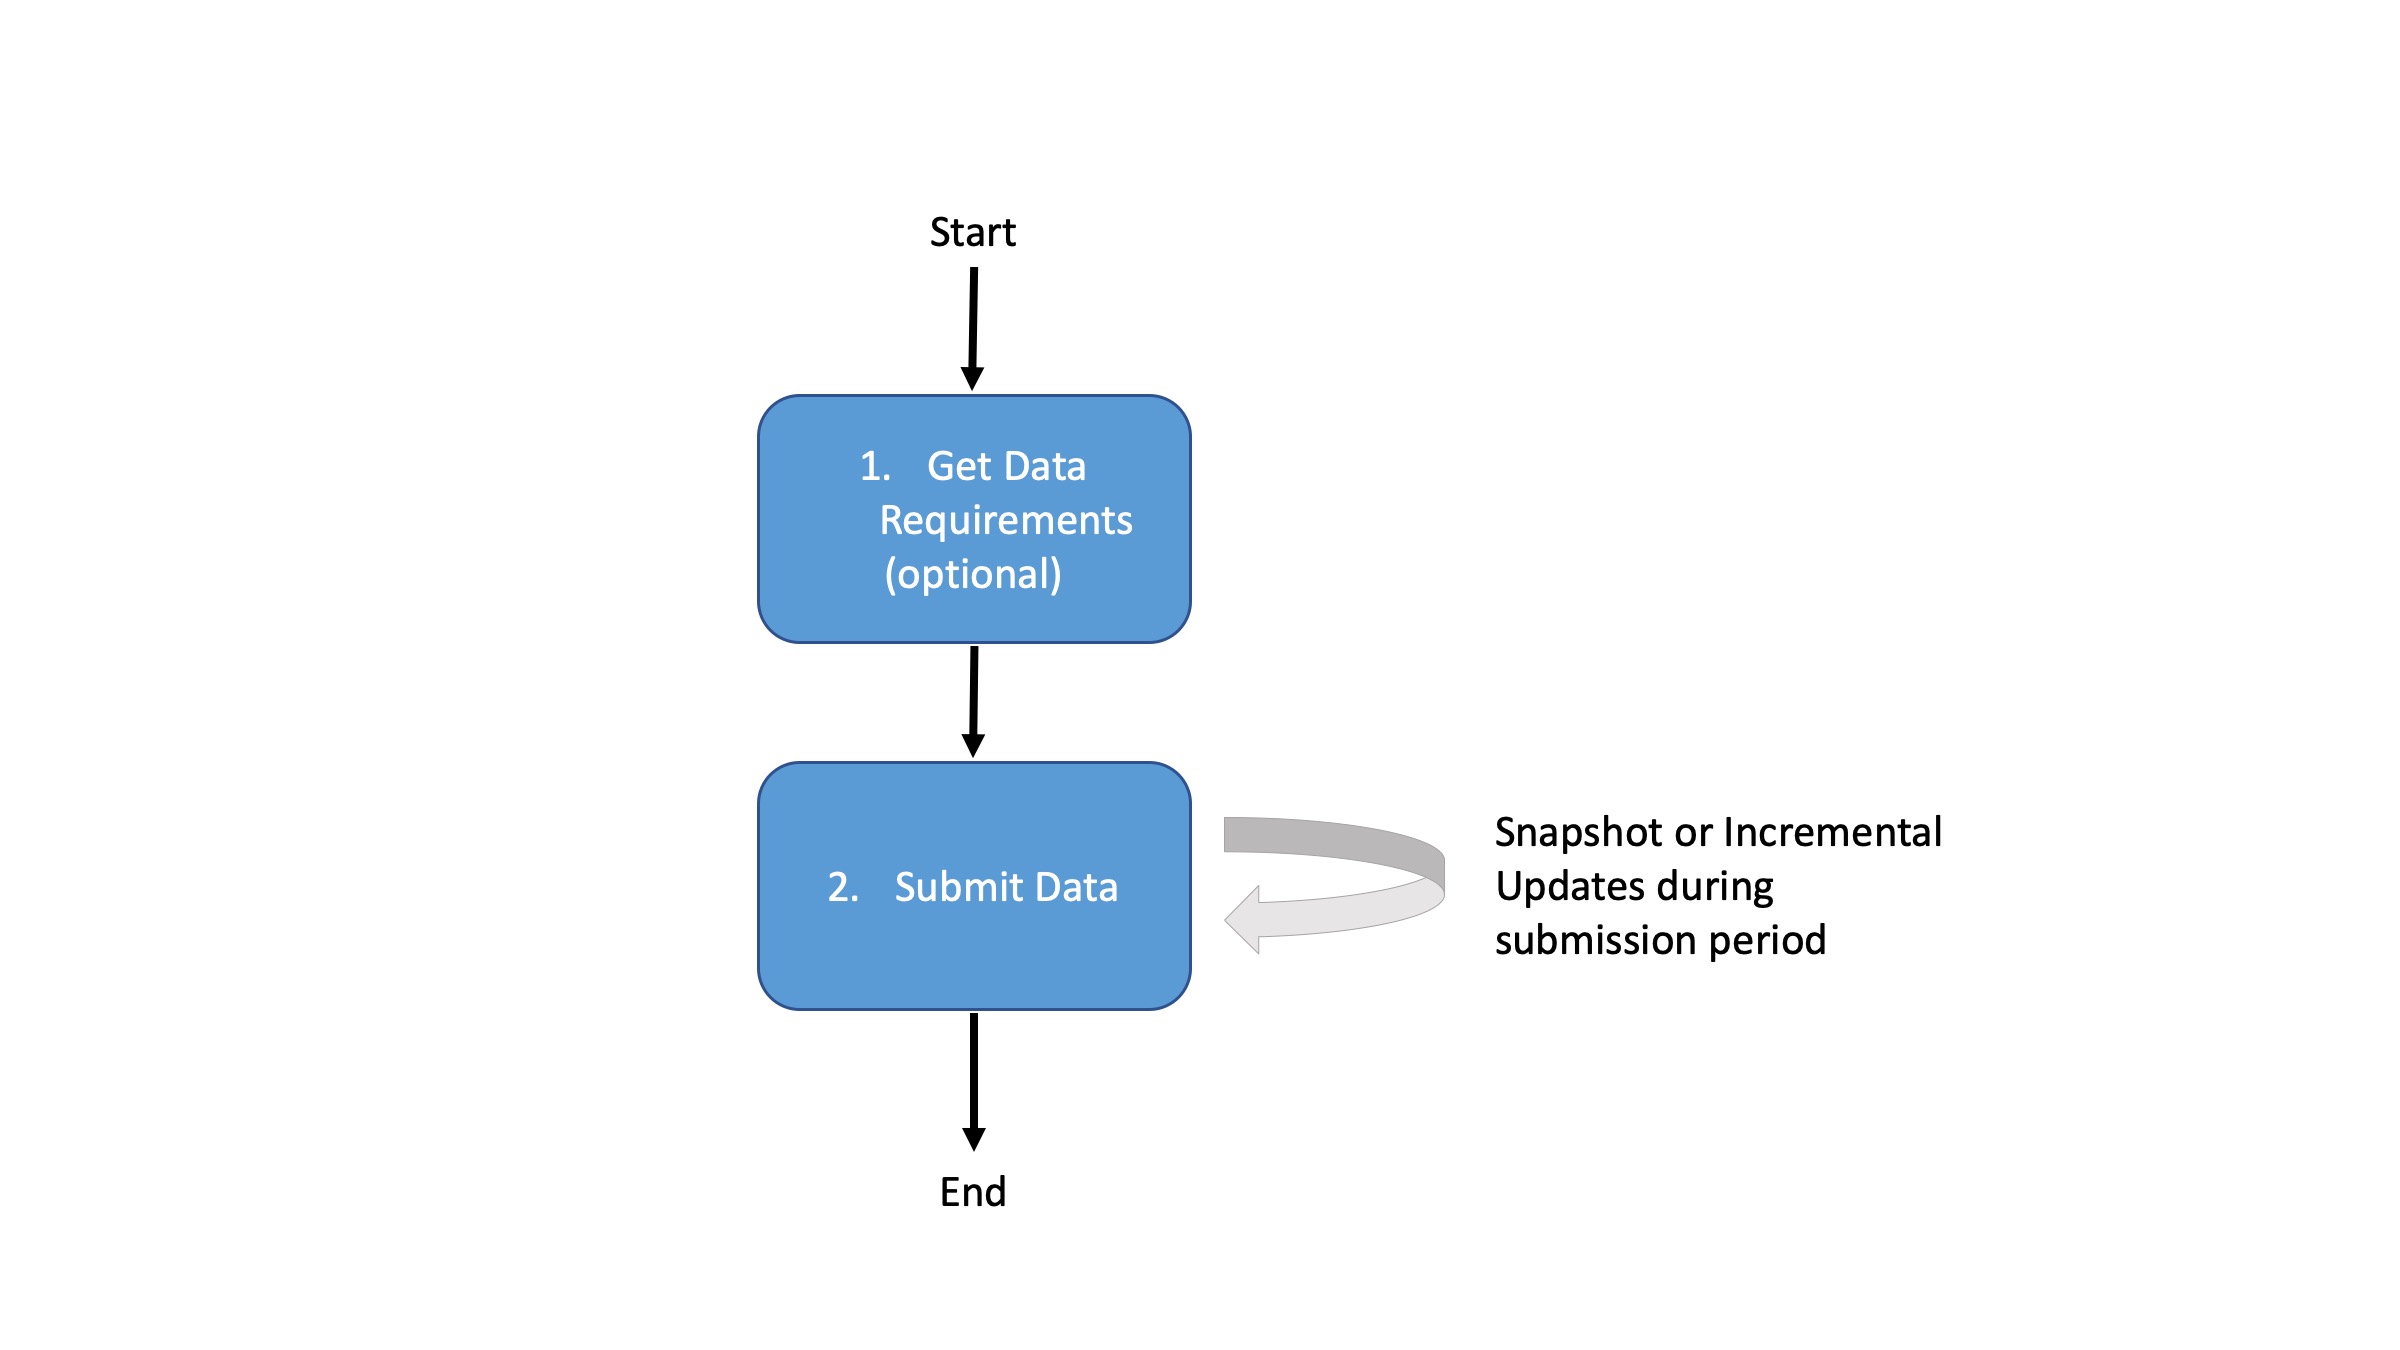 Start
1. Get Data
Requirements
(optional)
2. Submit Data
Snapshot or Incremental
Updates during
submission period
End